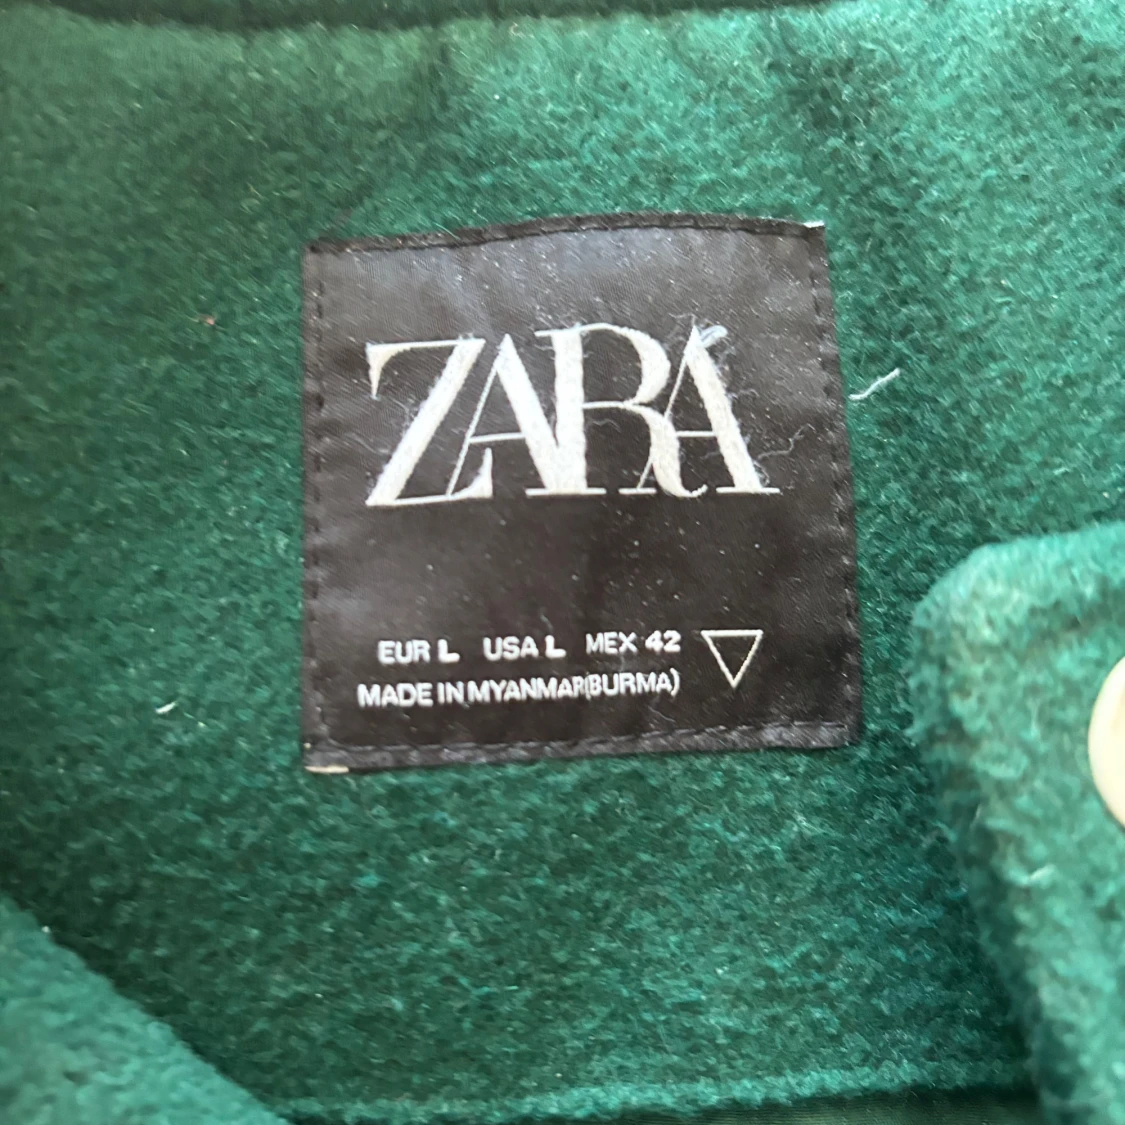 ZARA
EUR L USA L MEX 42
MADE IN MYANMAR(BURMA)